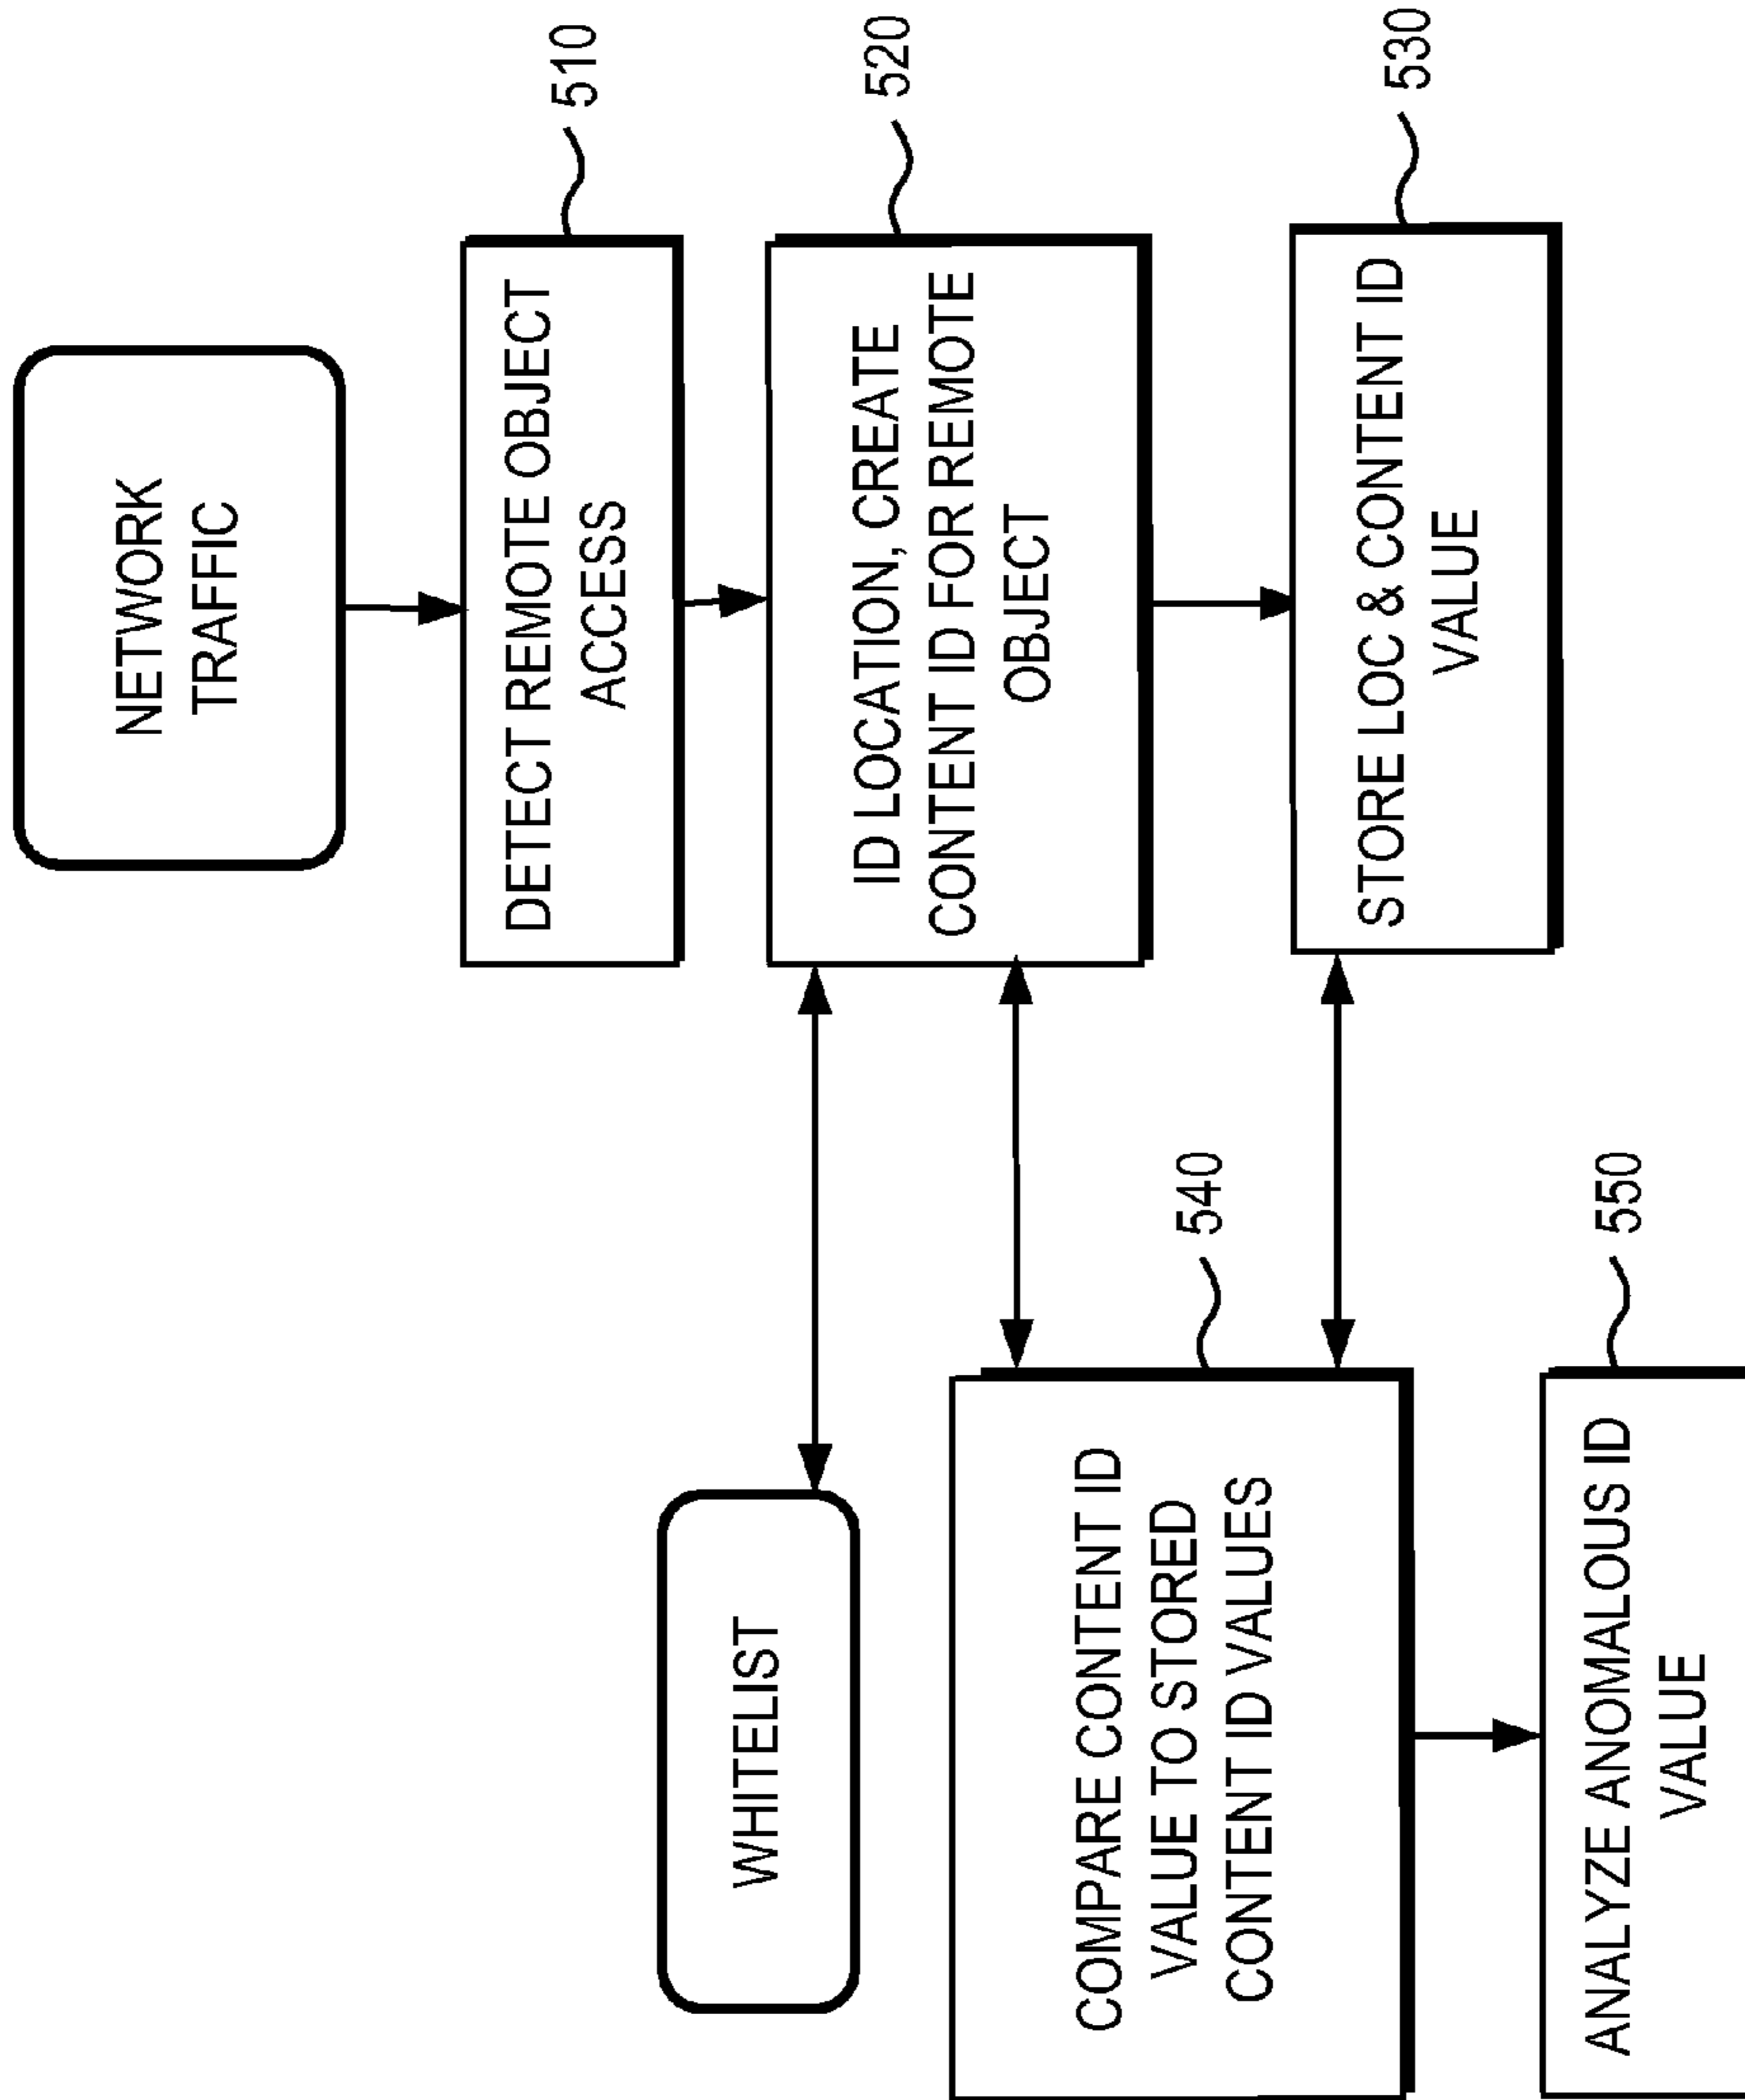 NETWORK
TRAFFIC
DETECT REMOTE OBJECT
ACCESS
510
ID LOCATION, CREATE
CONTENT ID FOR REMOTE
OBJECT
520
STORE LOC & CONTENT ID
VALUE
530
WHITELIST
COMPARE CONTENT ID
VALUE TO STORED
CONTENT ID VALUES
540
ANALYZE ANOMALOUS ID
VALUE
550